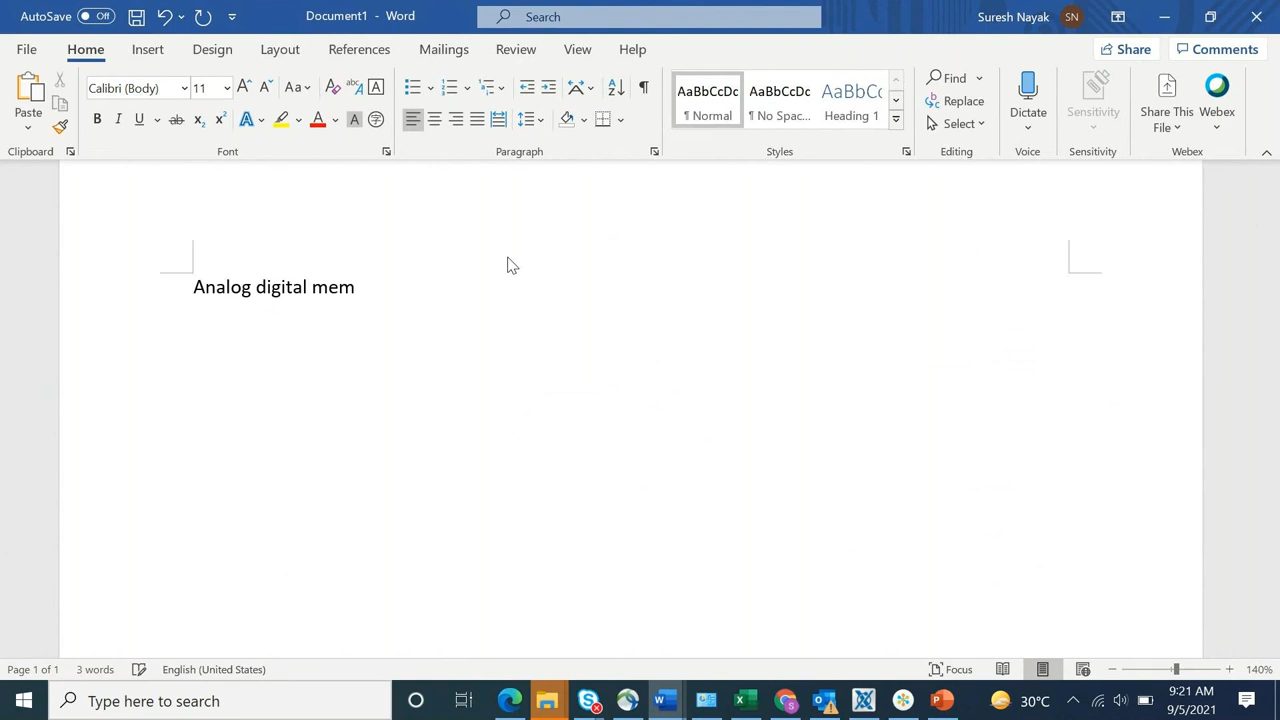 AutoSave Off Document1 - Word Search Suresh Nayak SN
File Home Insert Design Layout References Mailings Review View Help Share Comments
Paste Calibri (Body) 11 Aa AaBbCcDc AaBbCcDc AaBbCc Find Replace Select Dictate Sensitivity Share This File Webex
¶ Normal ¶ No Spac... Heading 1
Clipboard Font Paragraph Styles Editing Voice Sensitivity Webex
Analog digital mem
Page 1 of 1 3 words English (United States) Focus 140%
Type here to search 30°C 9:21 AM
9/5/2021